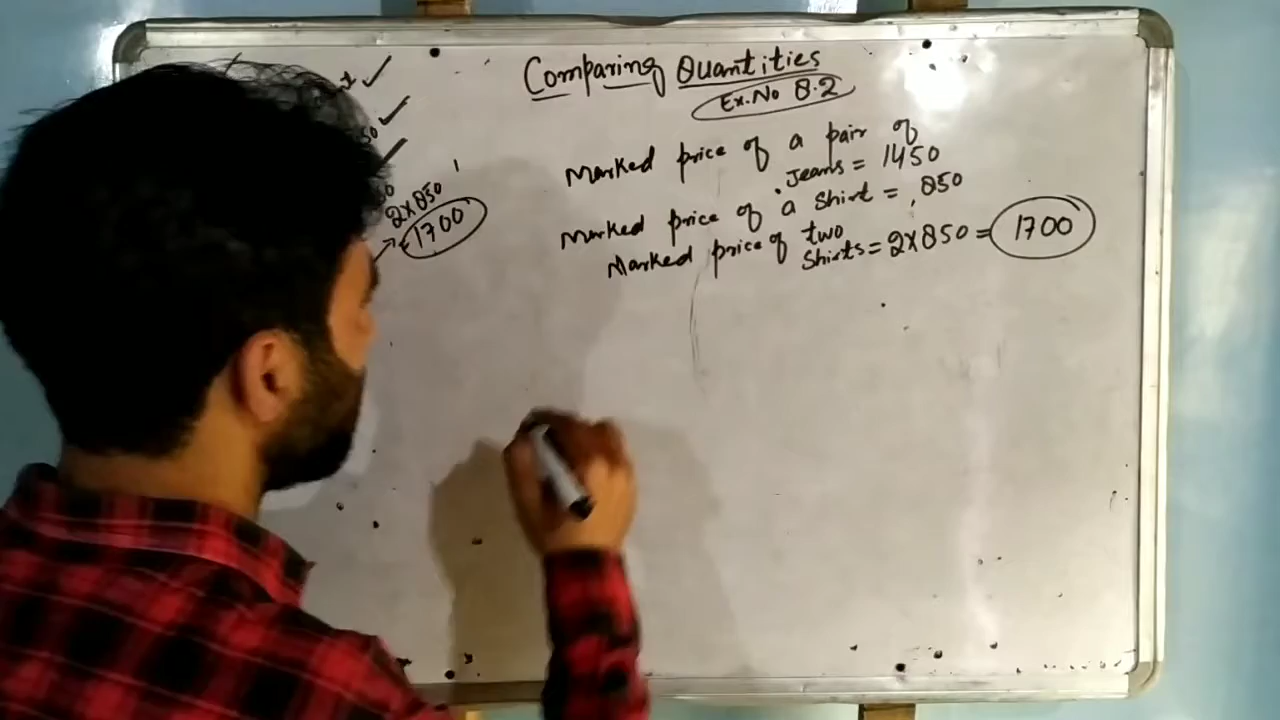 Comparing Quantities
Ex.No 8.2
Marked price of a pair of
Jeans = 1450
Marked price of a shirt = 850
Marked price of two
Shirts = 2x850 = 1700
50
2x850
=1700